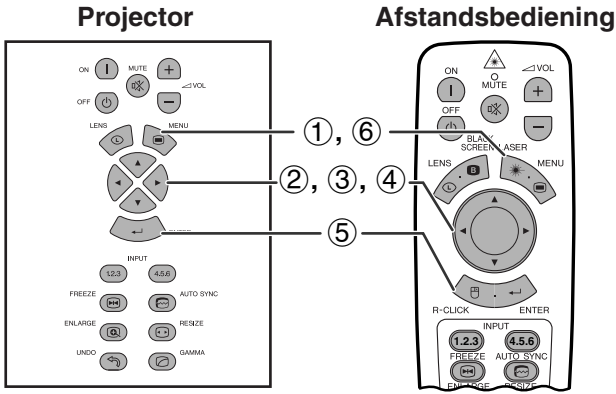 Projector
Afstandsbediening
ON
MUTE
VOL
OFF
LENS
L
MENU
INPUT
1.2.3
4.5.6
FREEZE
AUTO SYNC
ENLARGE
RESIZE
UNDO
GAMMA
①, ⑥
②, ③, ④
⑤
ON
MUTE
VOL
OFF
BLACK
SCREEN
LASER
LENS
B
MENU
L
R-CLICK
ENTER
INPUT
1.2.3
4.5.6
FREEZE
AUTO SYNC
ENLARGE
RESIZE